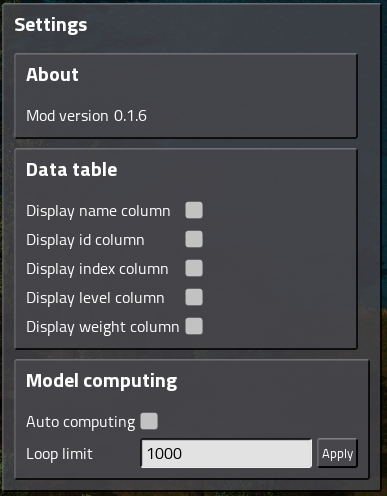 Settings
About
Mod version 0.1.6
Data table
Display name column
Display id column
Display index column
Display level column
Display weight column
Model computing
Auto computing
Loop limit 1000 Apply